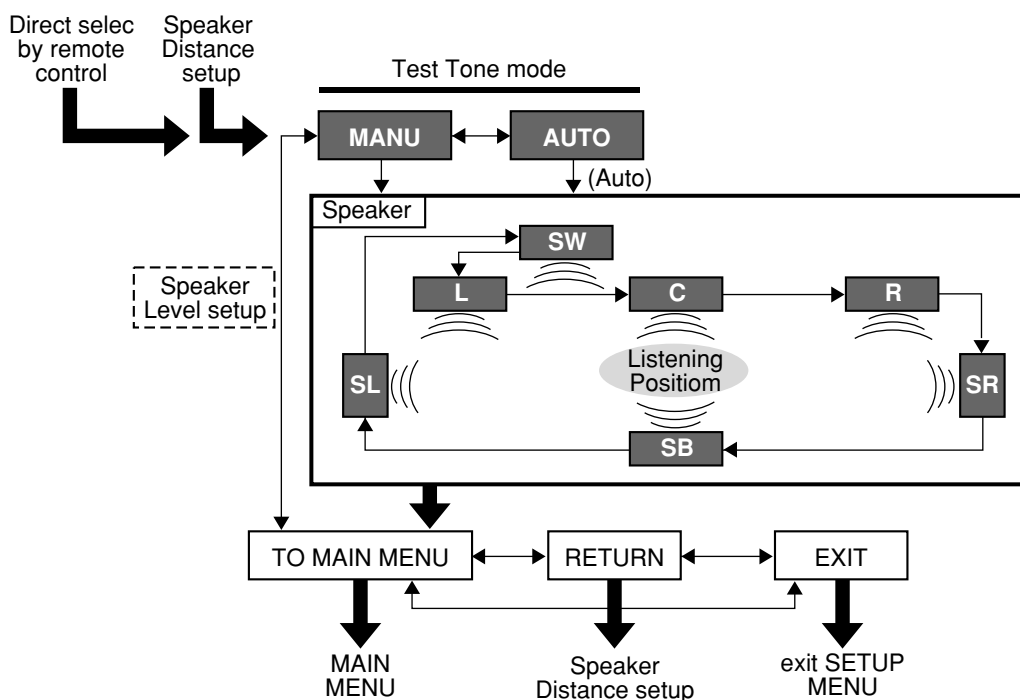 Direct selec
by remote
control
Speaker
Distance
setup
Test Tone mode
MANU
AUTO
(Auto)
Speaker
SW
L
C
R
Speaker
Level setup
Listening
Positiom
SL
SR
SB
TO MAIN MENU
RETURN
EXIT
MAIN
MENU
Speaker
Distance setup
exit SETUP
MENU